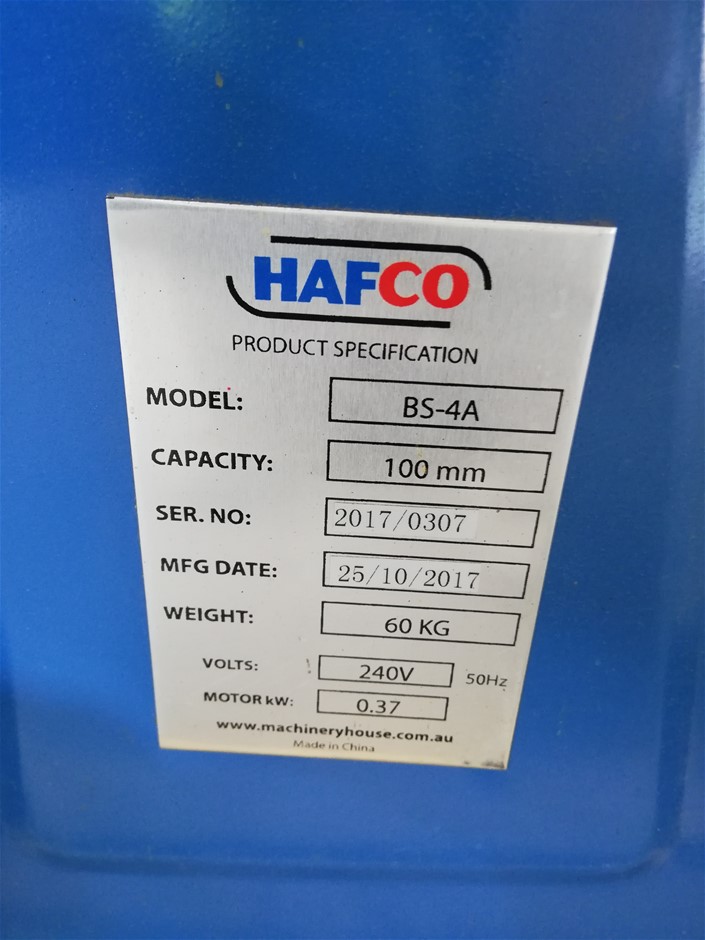 HAFCO
PRODUCT SPECIFICATION
MODEL: BS-4A
CAPACITY: 100 mm
SER. NO: 2017/0307
MFG DATE: 25/10/2017
WEIGHT: 60 KG
VOLTS: 240V 50Hz
MOTOR kW: 0.37
www.machineryhouse.com.au
Made in China